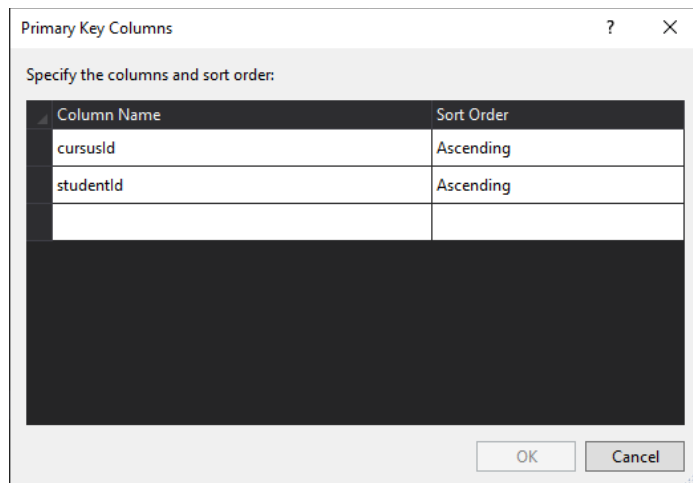 Primary Key Columns
Specify the columns and sort order:
Column Name Sort Order
cursusId Ascending
studentId Ascending
OK Cancel